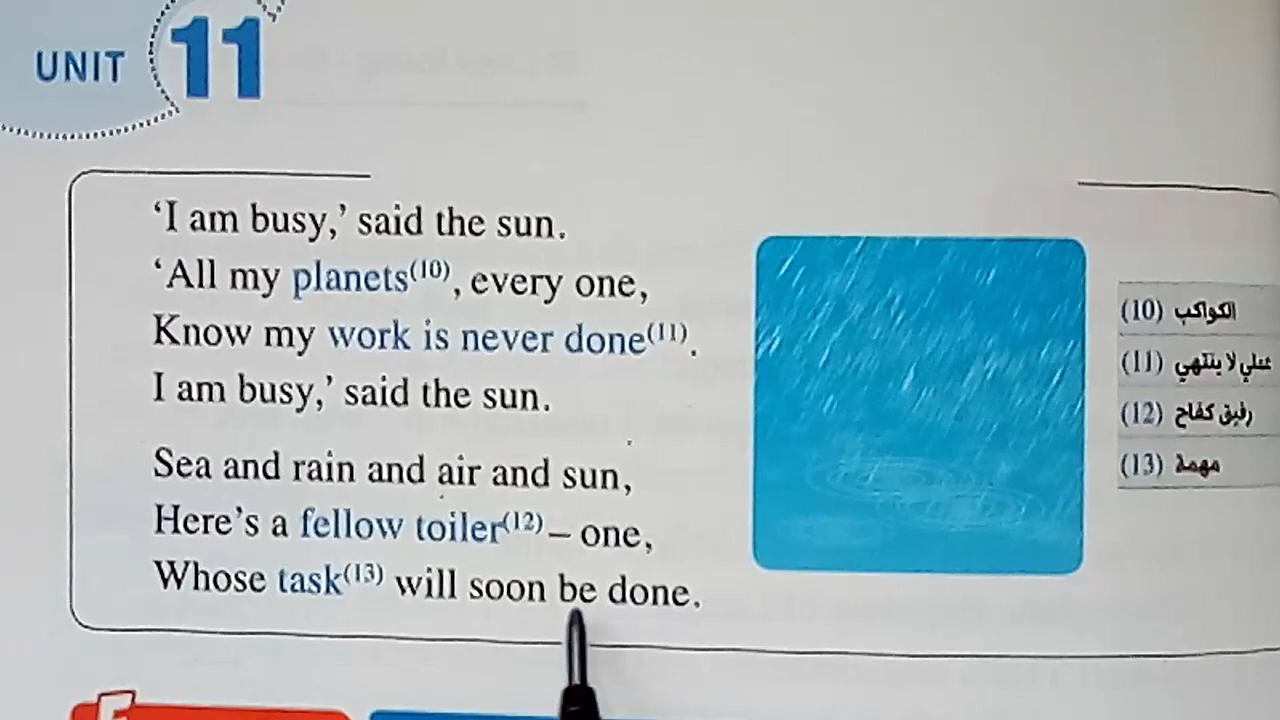 UNIT 11
‘I am busy,’ said the sun.
‘All my planets(10), every one,
Know my work is never done(11).
I am busy,’ said the sun.
Sea and rain and air and sun,
Here’s a fellow toiler(12) – one,
Whose task(13) will soon be done.
(10) الكواكب
(11) عملي لا ينتهي
(12) رفيق كفاح
(13) مهمة